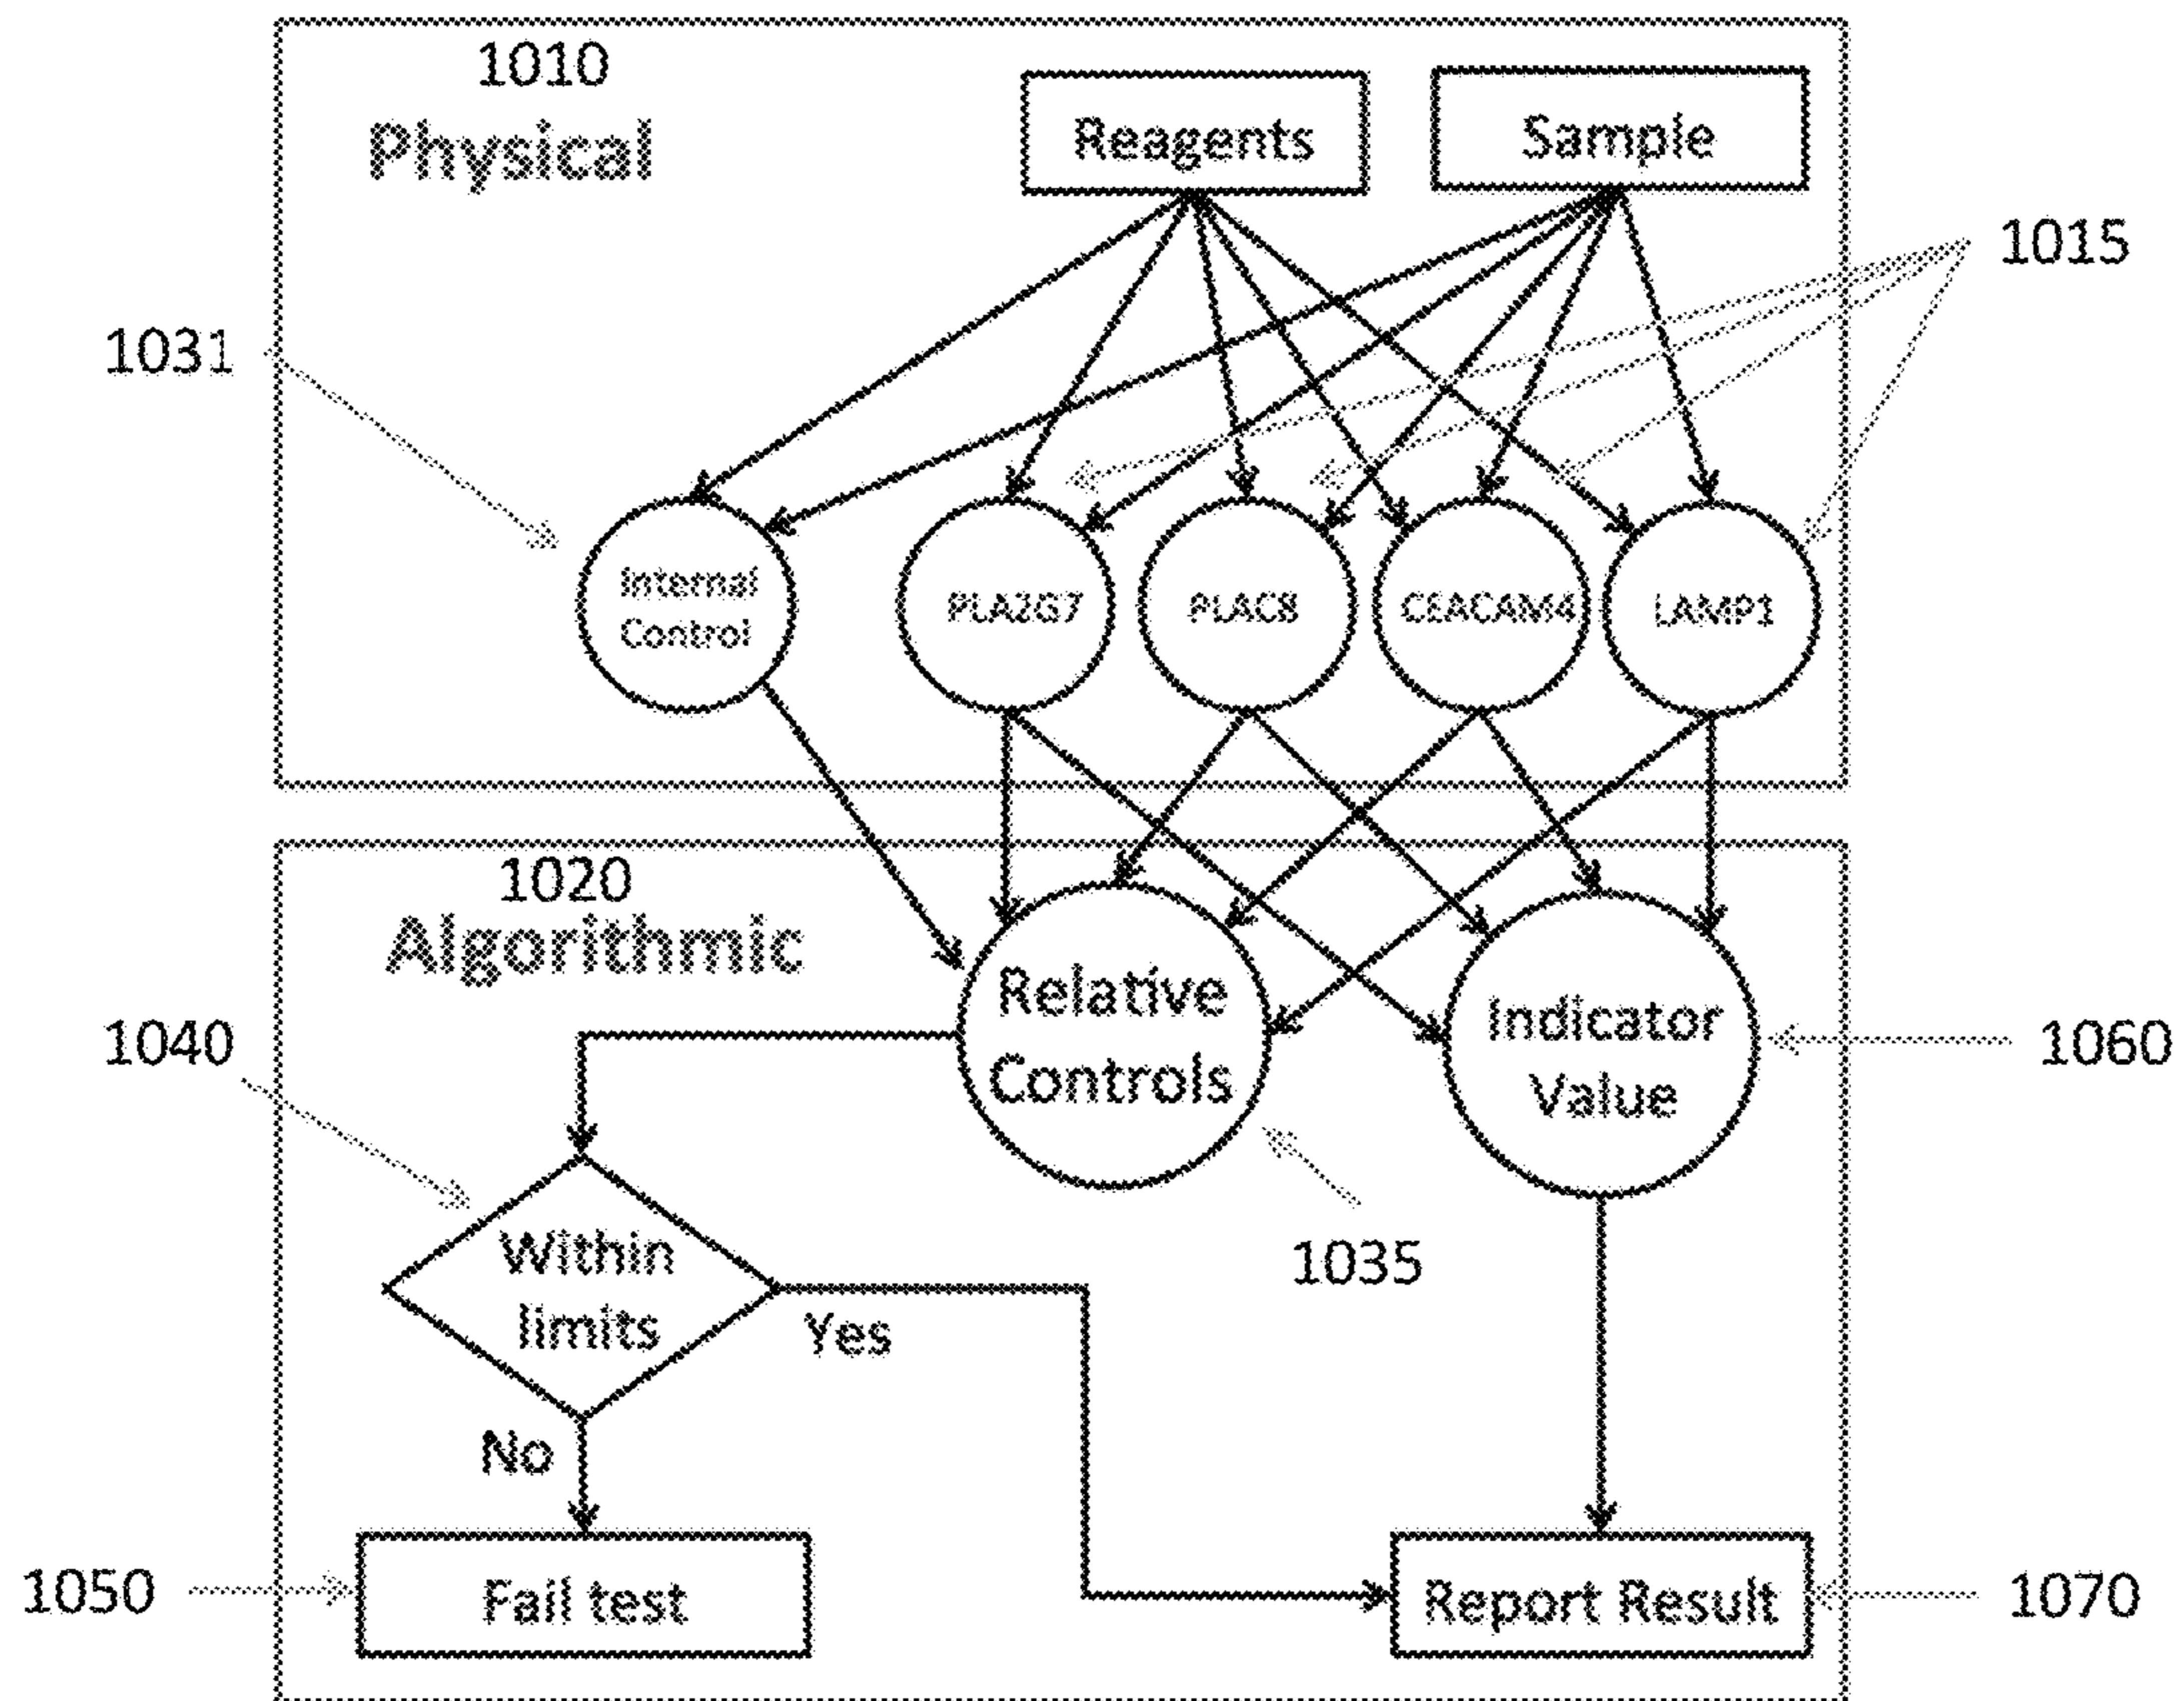 1010
Physical
Reagents
Sample
1015
1031
Internal
Control
PLA2G7
PLAC8
CEACAM4
LAMP1
1020
Algorithmic
Relative
Controls
Indicator
Value
1040
1060
Within
limits
1035
Yes
No
1050
Fail test
Report Result
1070